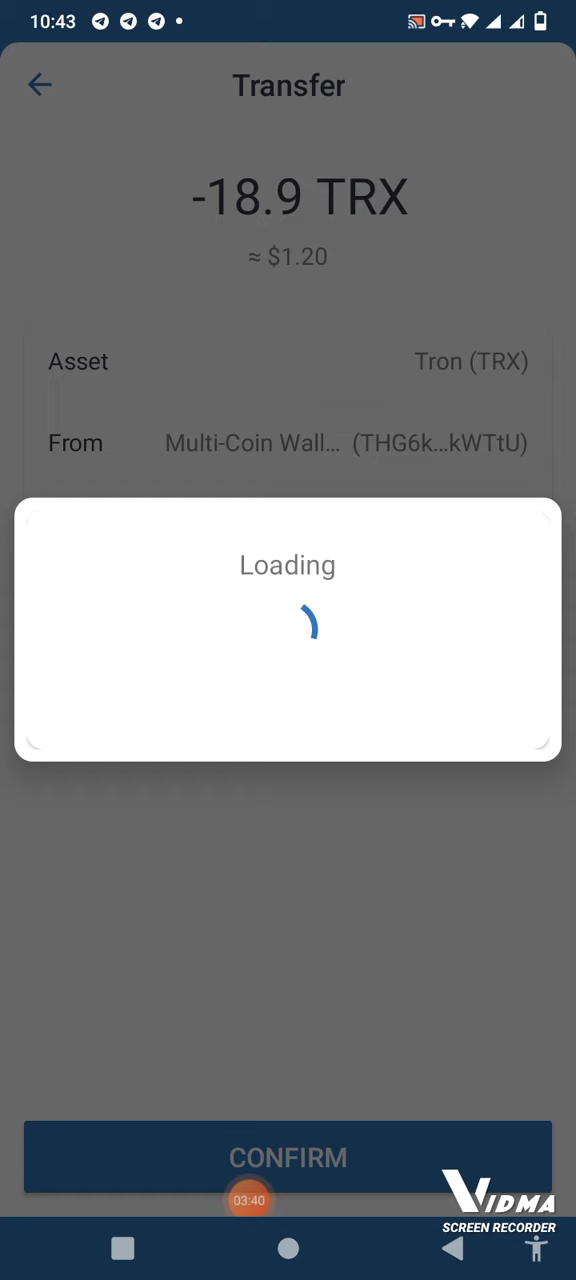 10:43
Transfer
-18.9 TRX
≈ $1.20
Asset Tron (TRX)
From Multi-Coin Wall... (THG6k...kWTtU)
Loading
CONFIRM
03:40
VIDMA
SCREEN RECORDER